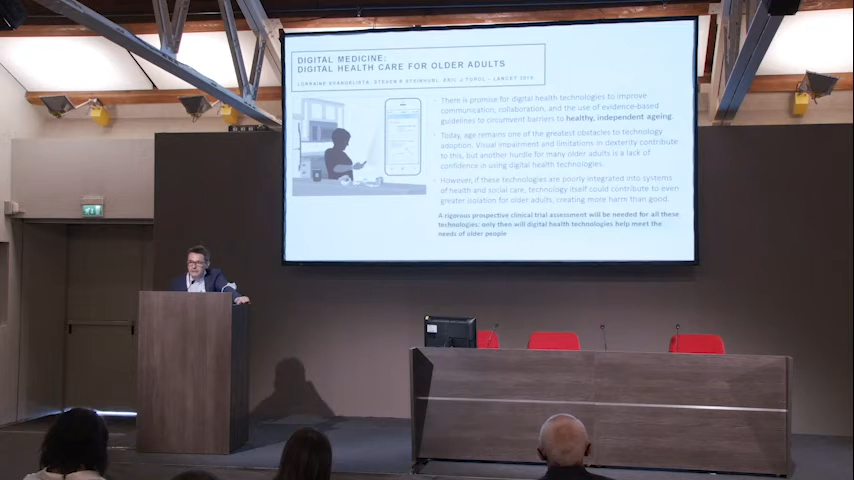 DIGITAL MEDICINE:
DIGITAL HEALTH CARE FOR OLDER ADULTS
LORRAINE EVANGELISTA, STEVEN R STEINHUBL, ERIC J TOPOL - LANCET 2019
There is promise for digital health technologies to improve
communication, collaboration, and the use of evidence-based
guidelines to circumvent barriers to healthy, independent ageing.
Today, age remains one of the greatest obstacles to technology
adoption. Visual impairment and limitations in dexterity contribute
to this, but another hurdle for many older adults is a lack of
confidence in using digital health technologies.
However, if these technologies are poorly integrated into systems
of health and social care, technology itself could contribute to even
greater isolation for older adults, creating more harm than good.
A rigorous prospective clinical trial assessment will be needed for all these
technologies: only then will digital health technologies help meet the
needs of older people